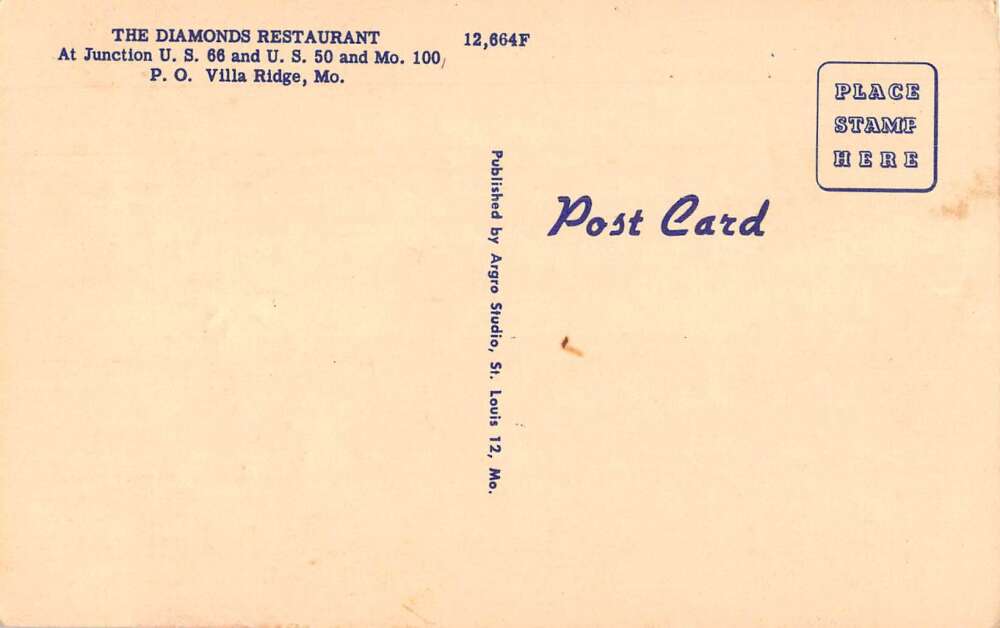 THE DIAMONDS RESTAURANT
At Junction U. S. 66 and U. S. 50 and Mo. 100
P. O. Villa Ridge, Mo.
12,664F
Published by Argro Studio, St. Louis 12, Mo.
Post Card
PLACE
STAMP
HERE